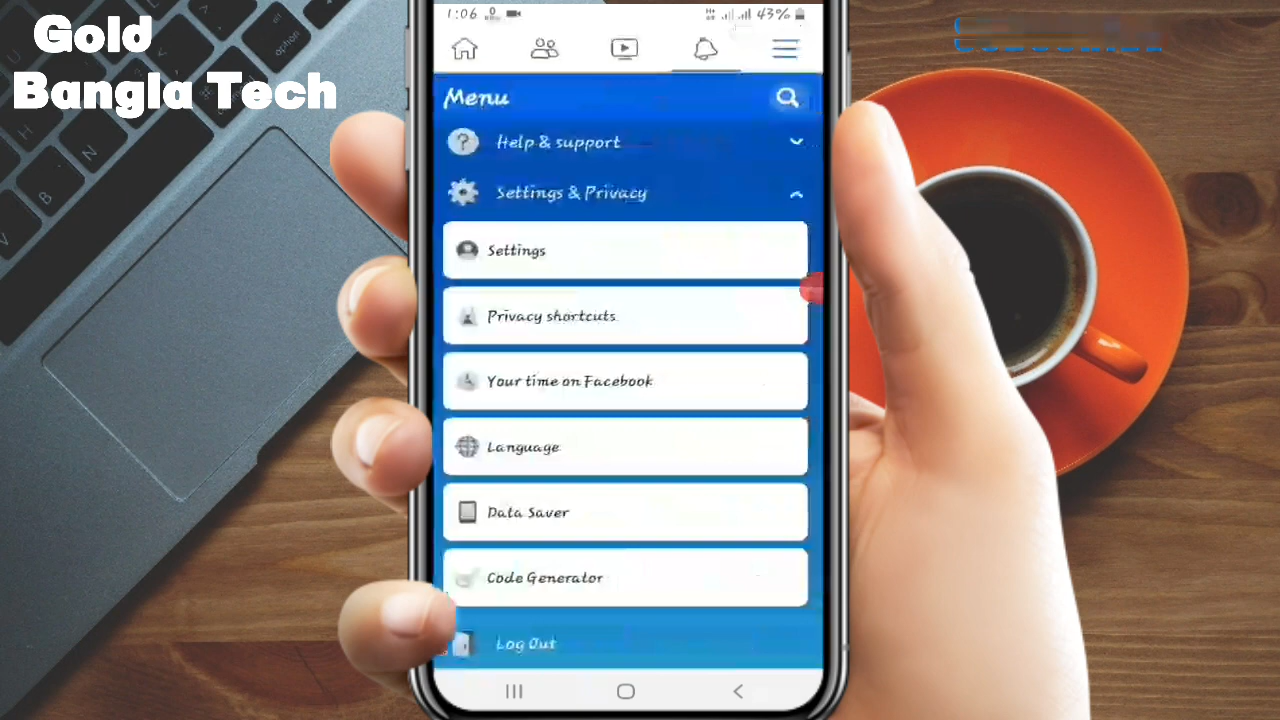 Gold
Bangla Tech
1:06
43%
Menu
Help & support
Settings & Privacy
Settings
Privacy shortcuts
Your time on Facebook
Language
Data Saver
Code Generator
Log Out
option
H
N
B
V